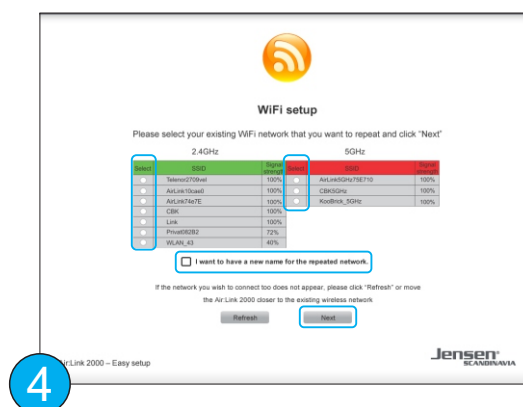 WiFi setup
Please select your existing WiFi network that you want to repeat and click "Next"
2.4GHz 5GHz
Select SSID Signal strength Select SSID Signal strength
Telenor2709vel 100% AirLink5GHz75E710 100%
AirLink10cae0 100% CBK5GHz 100%
AirLink74e7E 100% KooBrick_5GHz 100%
CBK 100%
Link 100%
Privat082B2 72%
WLAN_43 40%
I want to have a new name for the repeated network.
If the network you wish to connect too does not appear, please click "Refresh" or move
the Air:Link 2000 closer to the existing wireless network
Refresh Next
Air:Link 2000 – Easy setup
Jensen
SCANDINAVIA
4